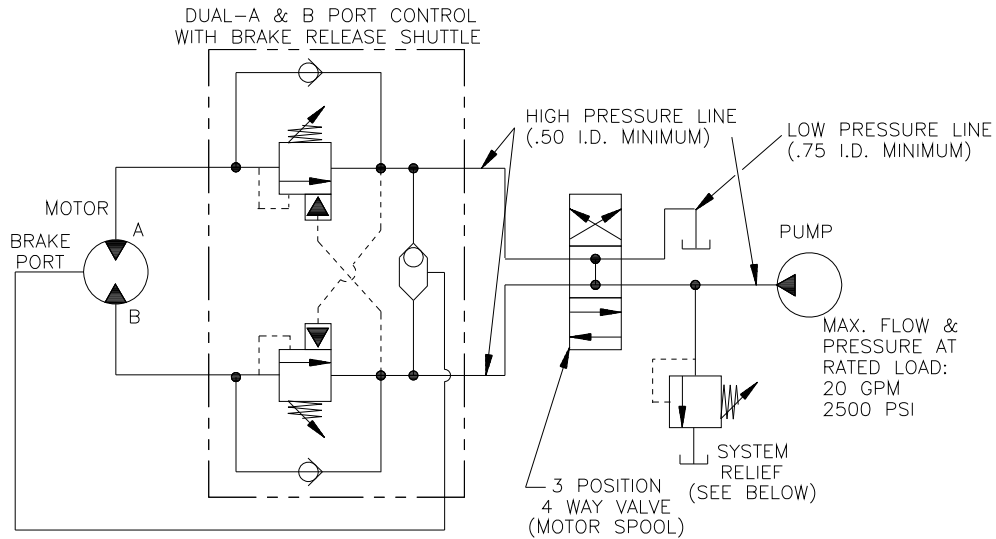 DUAL-A & B PORT CONTROL
WITH BRAKE RELEASE SHUTTLE
HIGH PRESSURE LINE
(.50 I.D. MINIMUM)
LOW PRESSURE LINE
(.75 I.D. MINIMUM)
MOTOR
A
BRAKE
PORT
B
PUMP
MAX. FLOW &
PRESSURE AT
RATED LOAD:
20 GPM
2500 PSI
SYSTEM
RELIEF
(SEE BELOW)
3 POSITION
4 WAY VALVE
(MOTOR SPOOL)